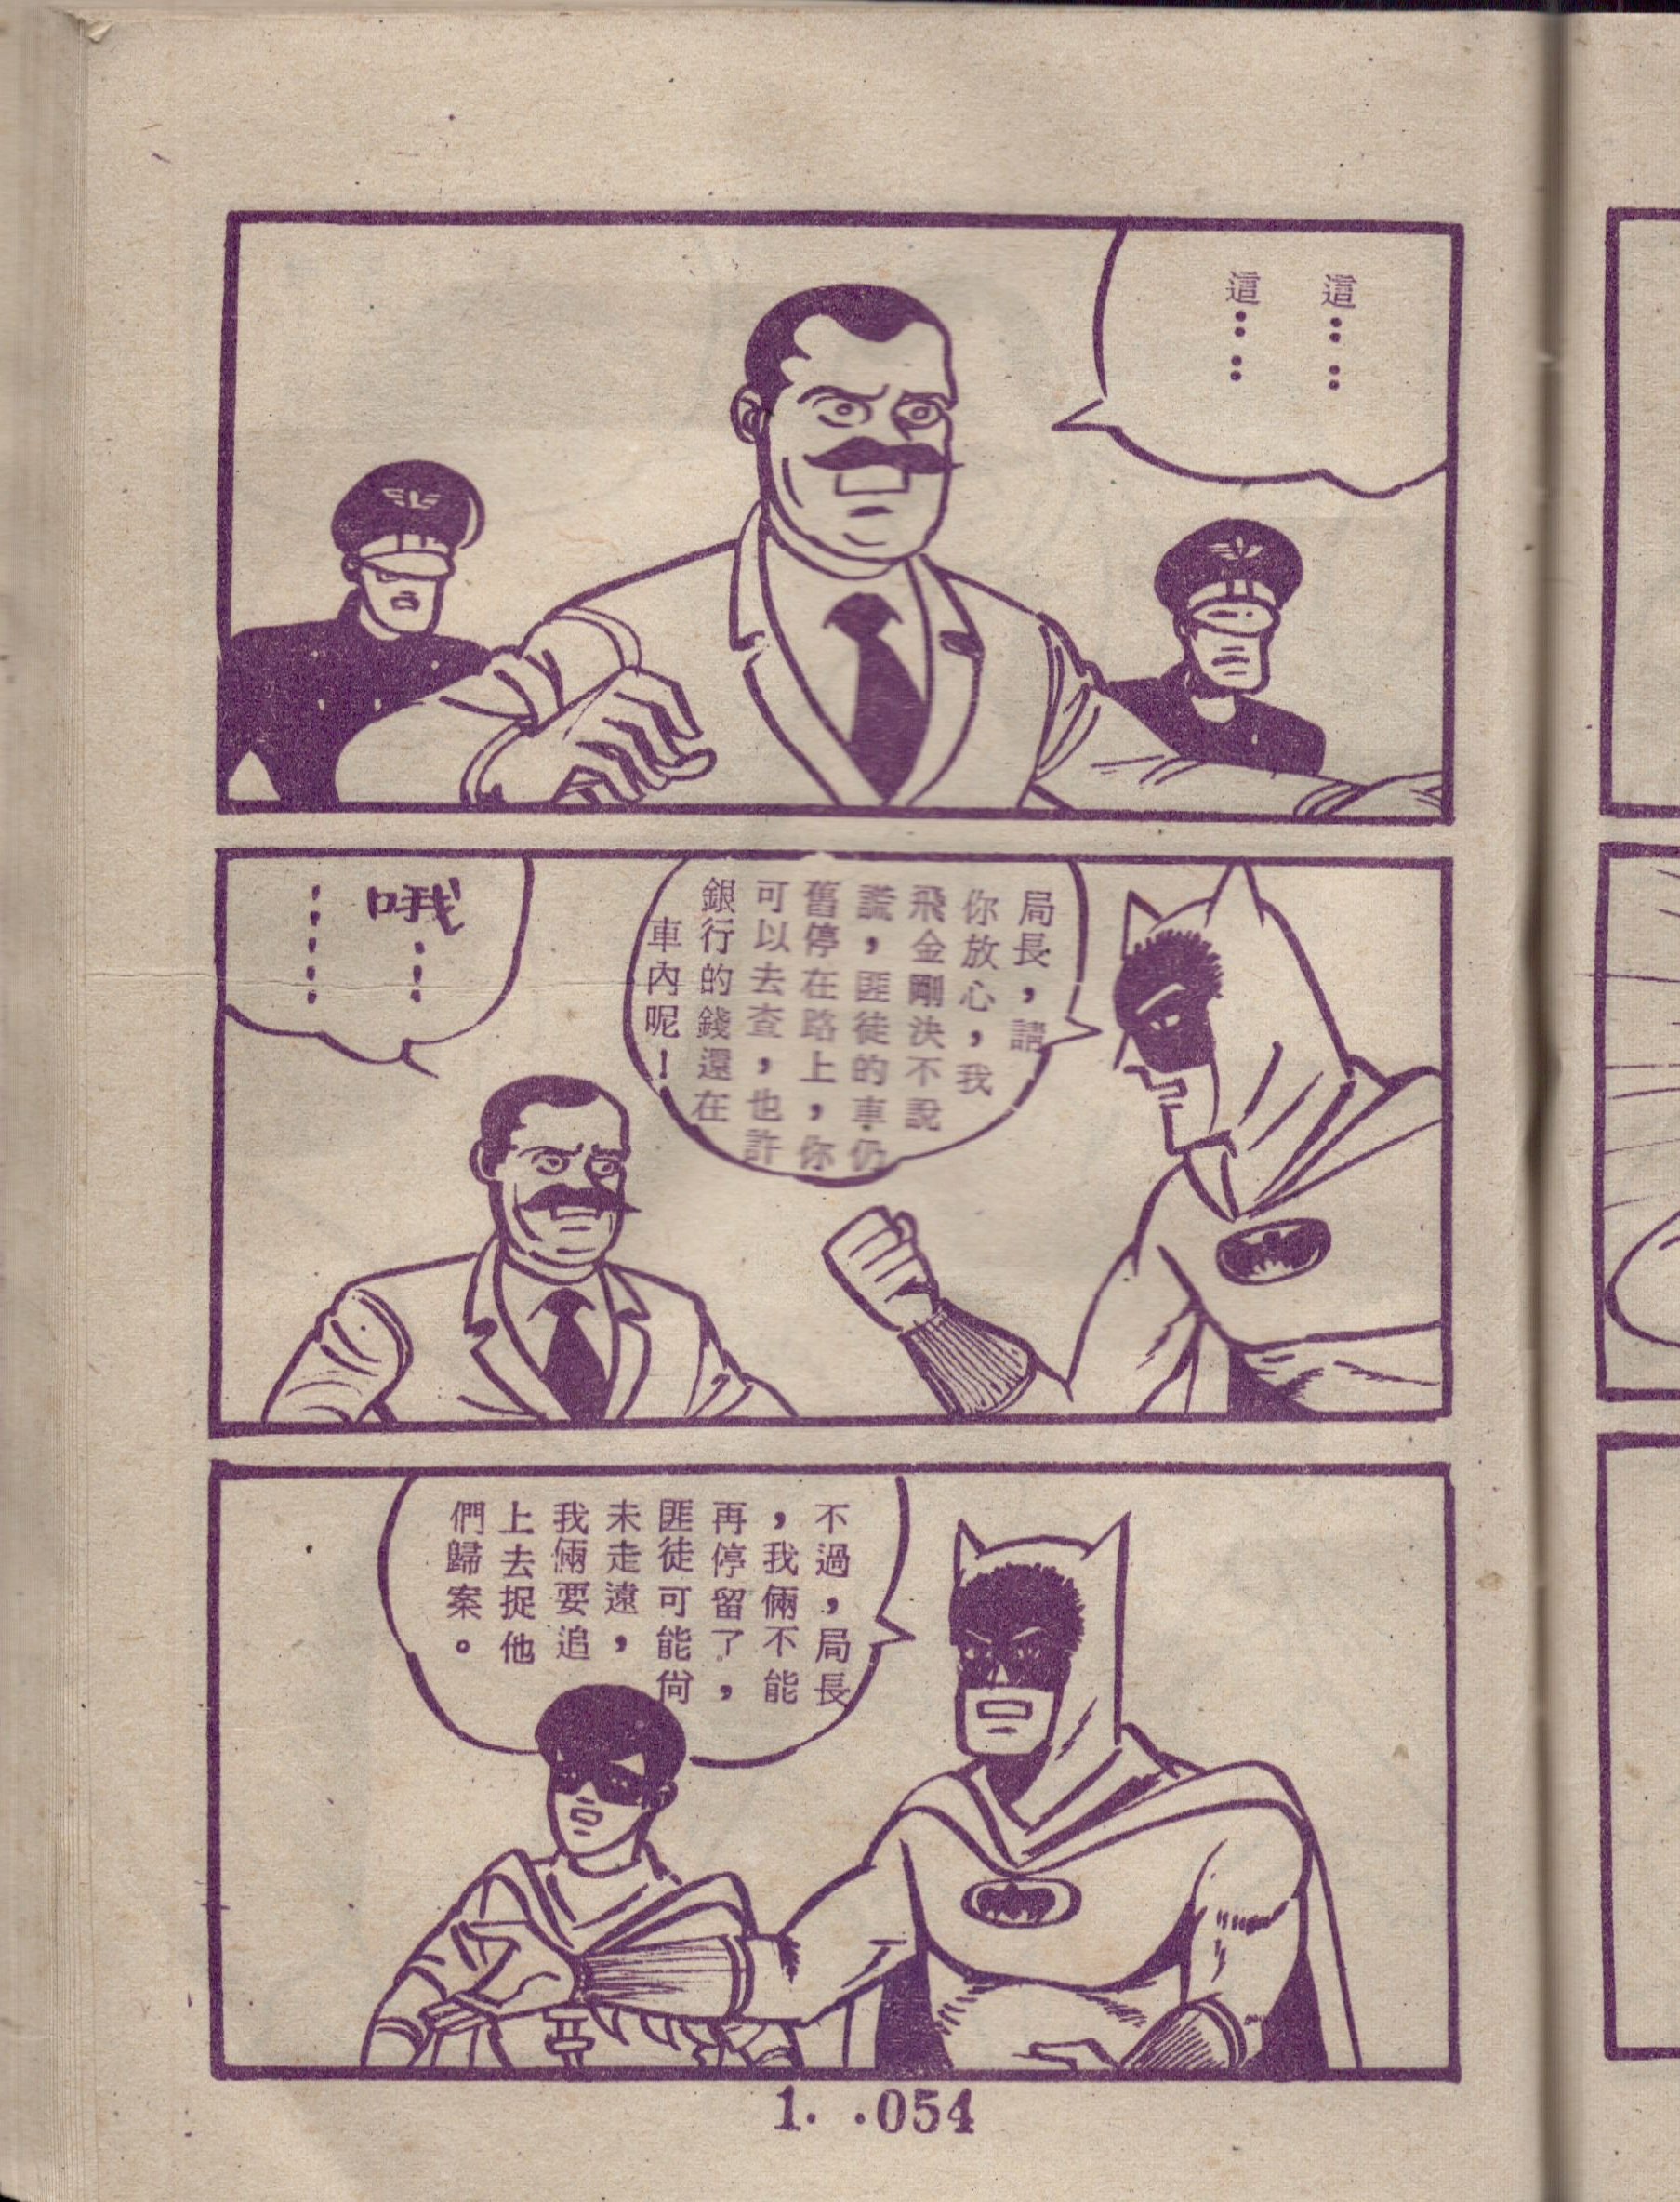 這……
這……
局長，請
你放心，我
飛金剛決不說
謊，匪徒的車仍
舊停在路上，你
可以去查，也許
銀行的錢還在
車內呢！
哦…
……
不過，局長
，我倆不能
再停留了，
匪徒可能尙
未走遠，
我倆要追
上去捉他
們歸案。
1··054